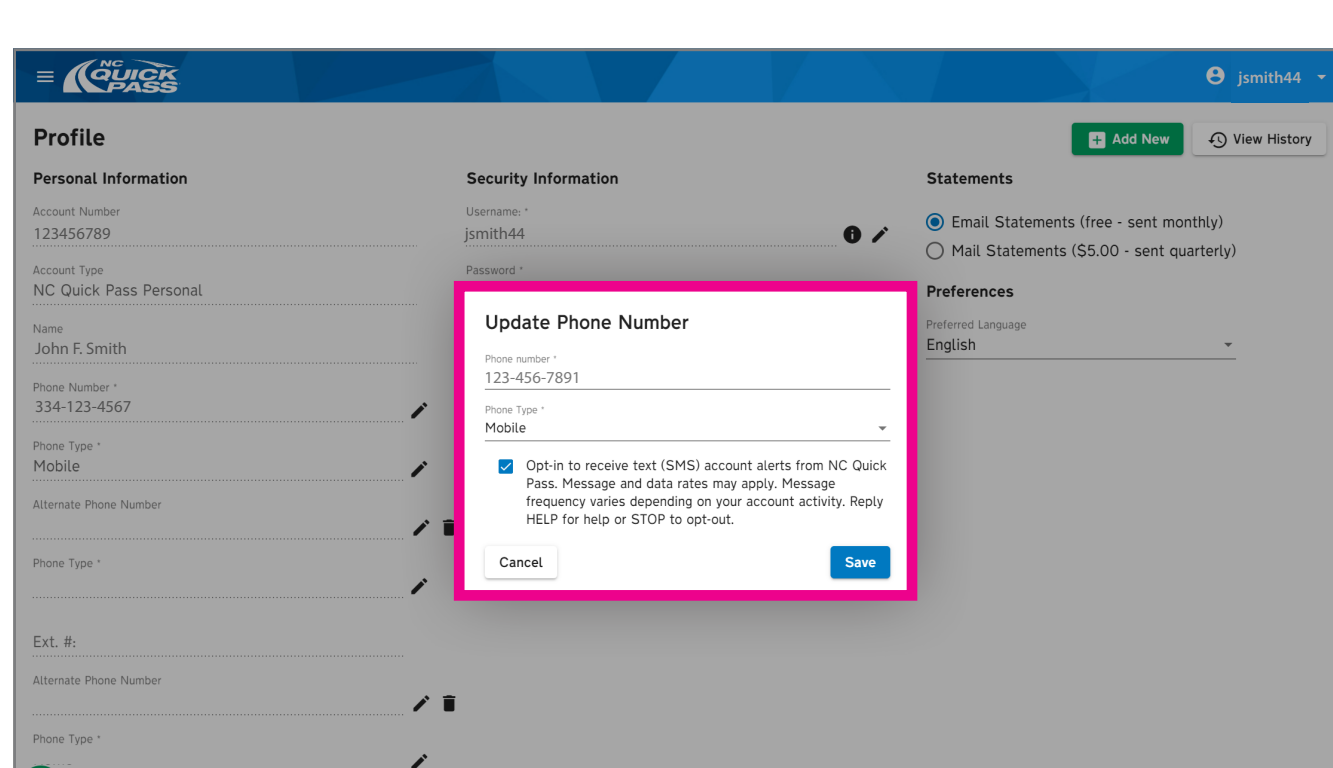 NC
QUICK
PASS
jsmith44
Profile
Add New
View History
Personal Information
Account Number
123456789
Account Type
NC Quick Pass Personal
Name
John F. Smith
Phone Number *
334-123-4567
Phone Type *
Mobile
Alternate Phone Number
Phone Type *
Ext. #:
Alternate Phone Number
Phone Type *
Security Information
Username: *
jsmith44
Password *
Update Phone Number
Phone number *
123-456-7891
Phone Type *
Mobile
Opt-in to receive text (SMS) account alerts from NC Quick
Pass. Message and data rates may apply. Message
frequency varies depending on your account activity. Reply
HELP for help or STOP to opt-out.
Cancel
Save
Statements
Email Statements (free - sent monthly)
Mail Statements ($5.00 - sent quarterly)
Preferences
Preferred Language
English